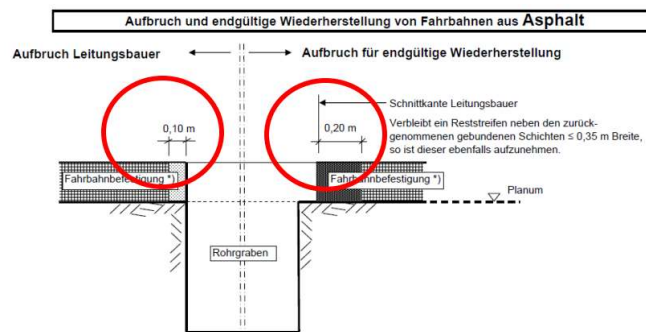 Aufbruch und endgültige Wiederherstellung von Fahrbahnen aus Asphalt
Aufbruch Leitungsbauer
Aufbruch für endgültige Wiederherstellung
0,10 m
0,20 m
Schnittkante Leitungsbauer
Verbleibt ein Reststreifen neben den zurück-
genommenen gebundenen Schichten ≤ 0,35 m Breite,
so ist dieser ebenfalls aufzunehmen.
Fahrbahnbefestigung *)
Fahrbahnbefestigung *)
Planum
Rohrgraben